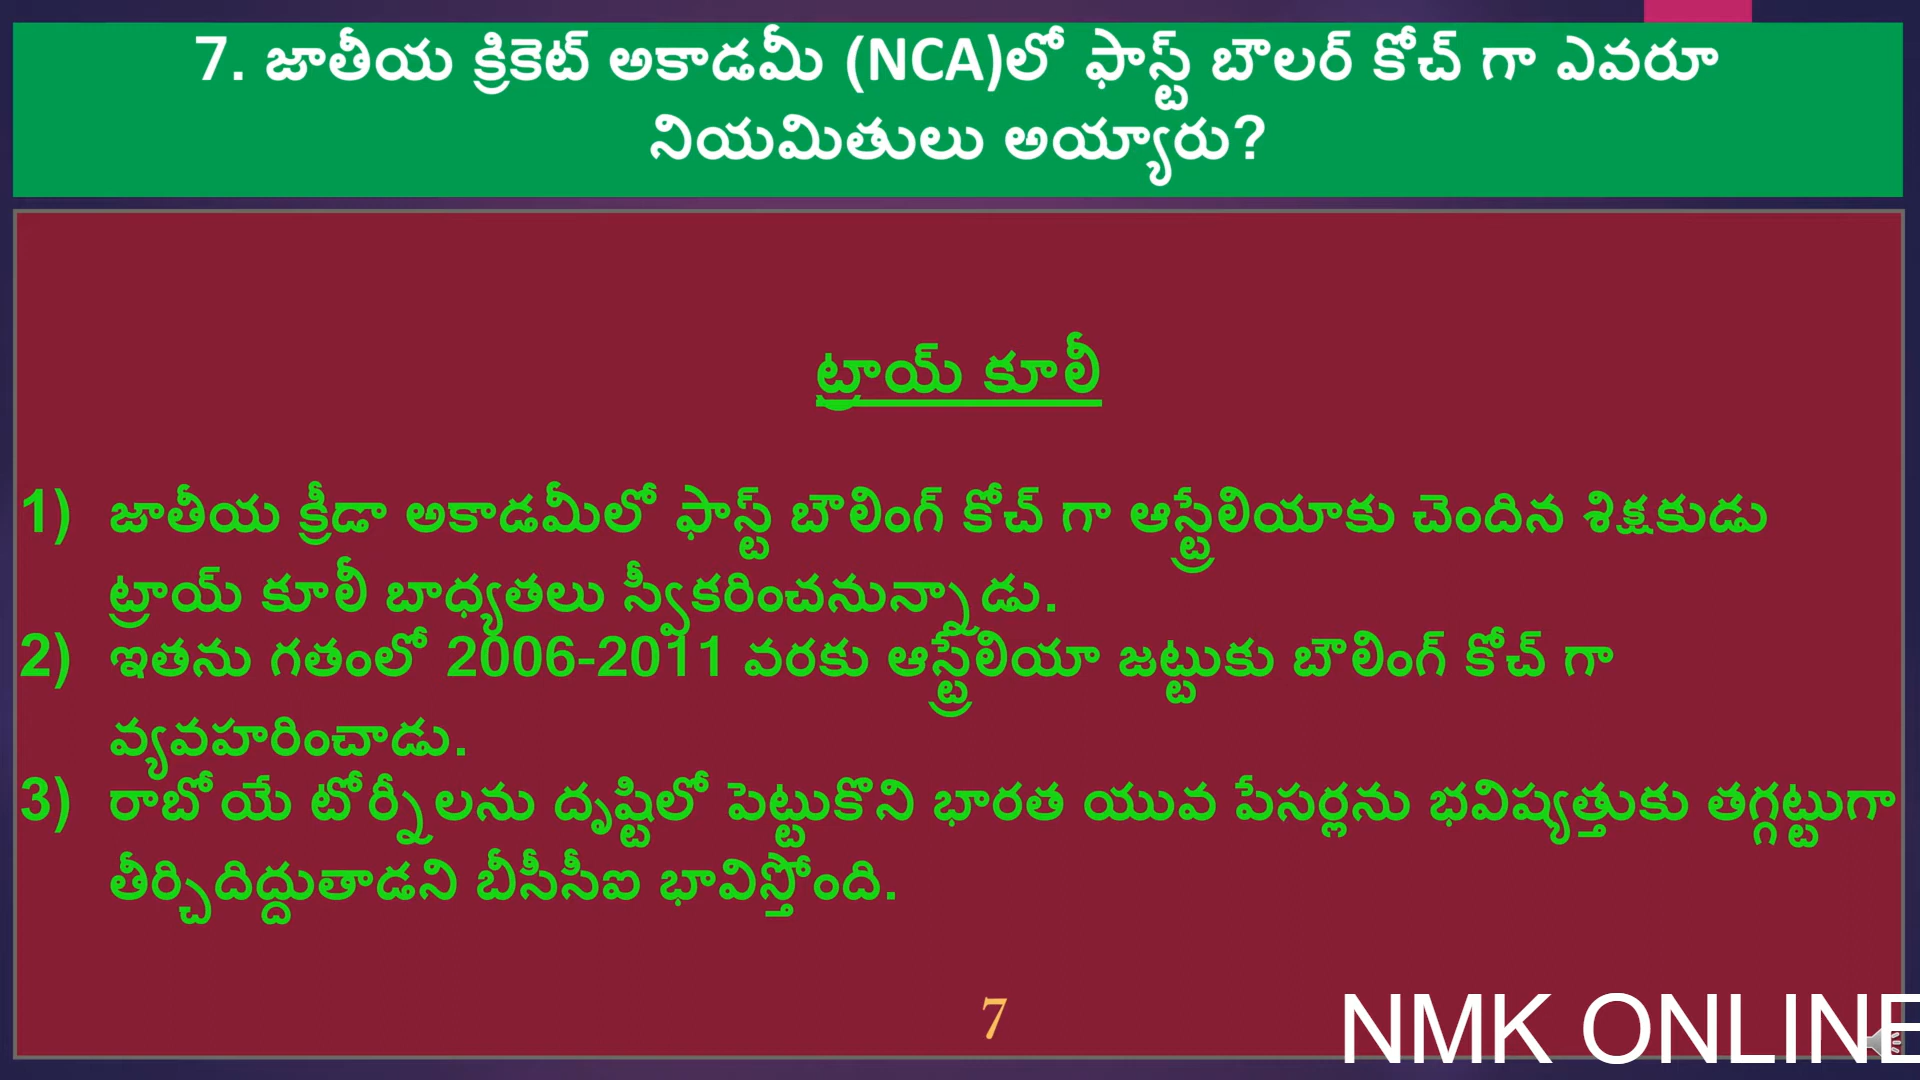 7. జాతీయ క్రికెట్ అకాడమీ (NCA)లో ఫాస్ట్ బౌలర్ కోచ్ గా ఎవరూ
నియమితులు అయ్యారు?
ట్రాయ్ కూలీ
1) జాతీయ క్రీడా అకాడమీలో ఫాస్ట్ బౌలింగ్ కోచ్ గా ఆస్ట్రేలియాకు చెందిన శిక్షకుడు
ట్రాయ్ కూలీ బాధ్యతలు స్వీకరించనున్నాడు.
2) ఇతను గతంలో 2006-2011 వరకు ఆస్ట్రేలియా జట్టుకు బౌలింగ్ కోచ్ గా
వ్యవహరించాడు.
3) రాబోయే టోర్నీలను దృష్టిలో పెట్టుకొని భారత యువ పేసర్లను భవిష్యత్తుకు తగ్గట్టుగా
తీర్చిదిద్దుతాడని బీసీసీఐ భావిస్తోంది.
7
NMK ONLINE